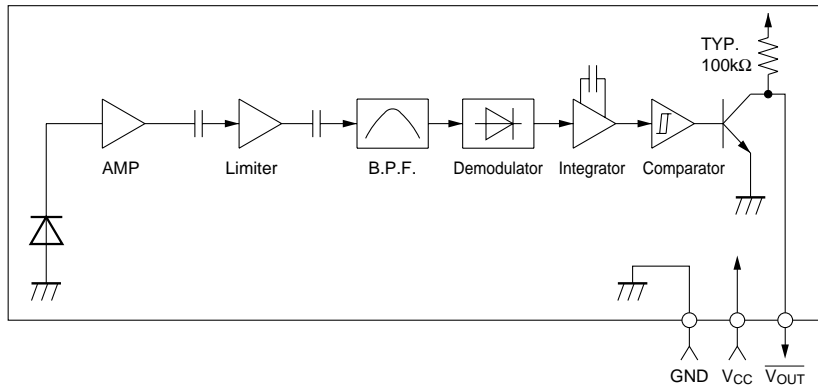 TYP.
100kΩ
AMP
Limiter
B.P.F.
Demodulator
Integrator
Comparator
GND
VCC
VOUT